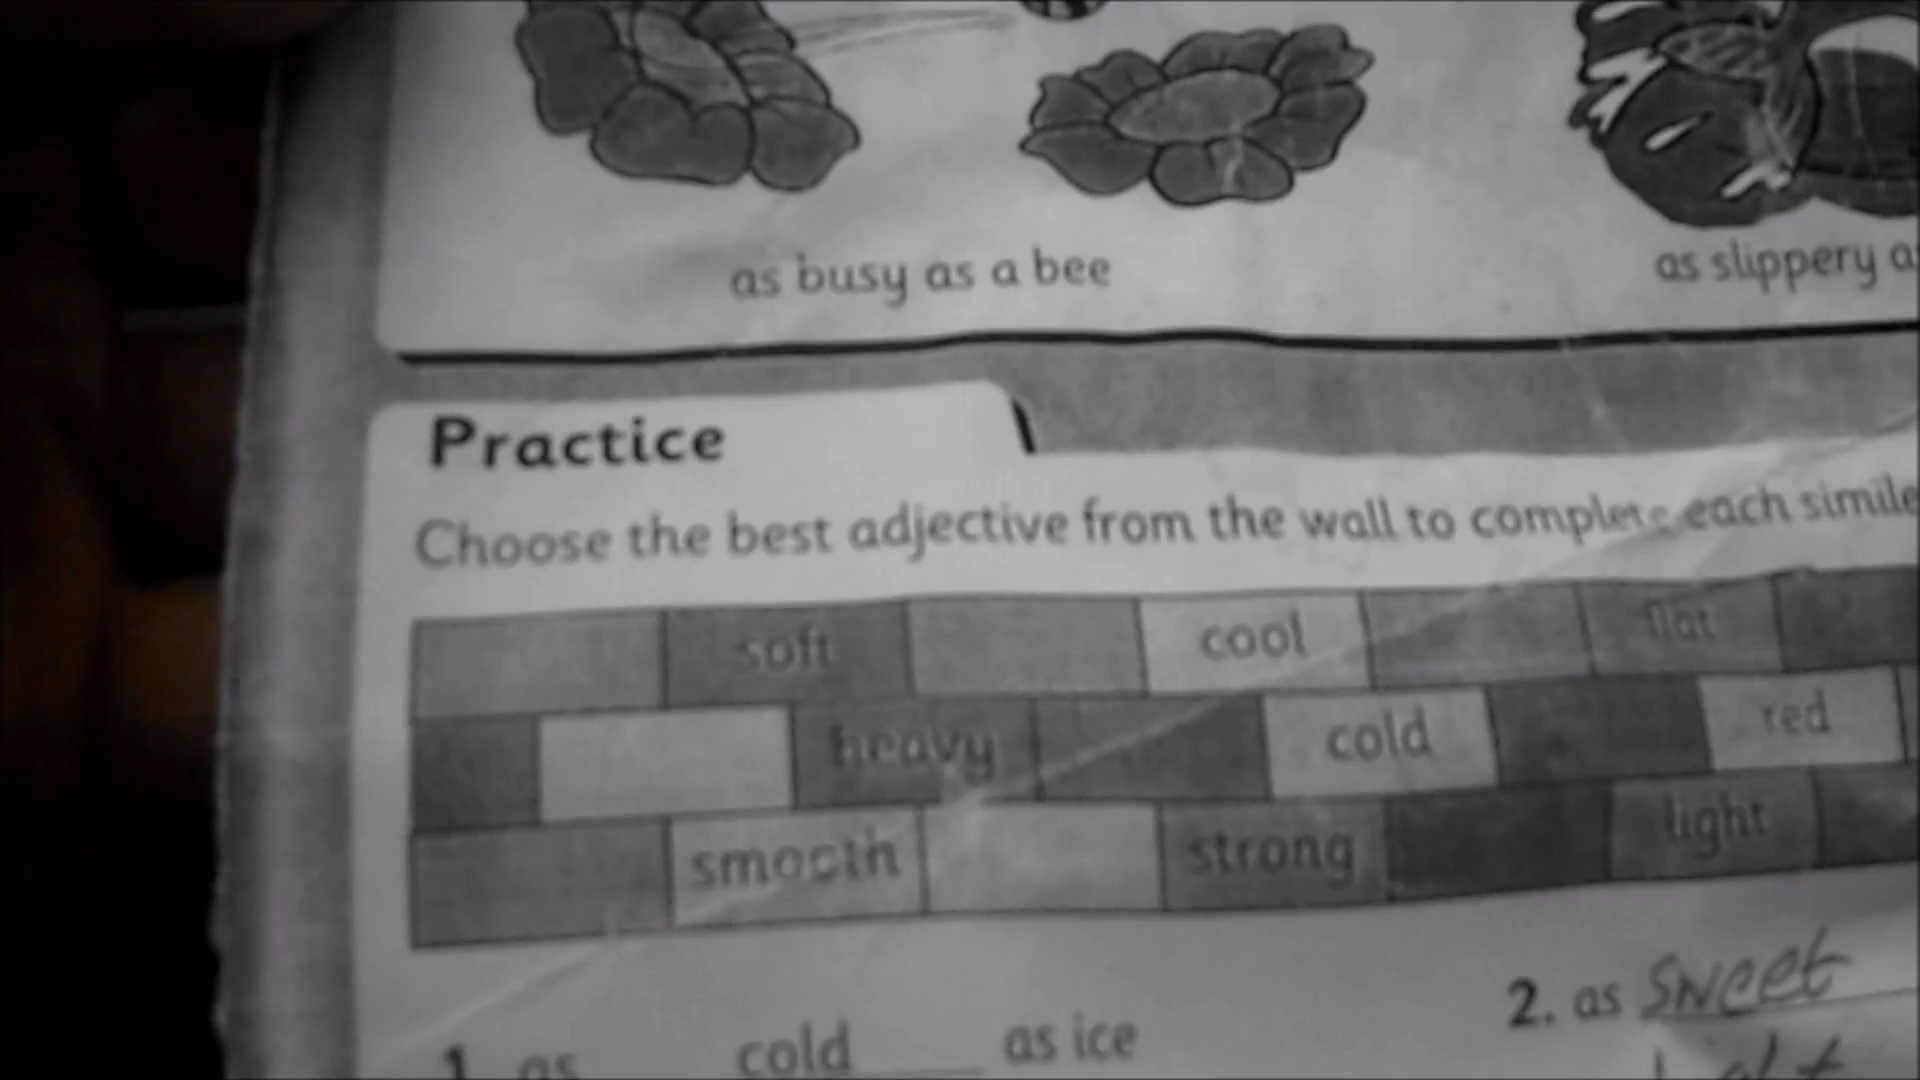 as busy as a bee
as slippery a
Practice
Choose the best adjective from the wall to complete each simile
soft cool flat
heavy cold red
smooth strong light
1. as cold as ice
2. as sweet